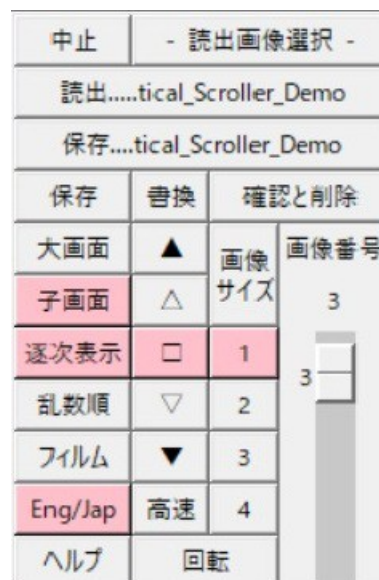 中止 - 読出画像選択 -
読出.....tical_Scroller_Demo
保存....tical_Scroller_Demo
保存 書換 確認と削除
大画面 ▲ 画像サイズ 画像番号
子画面 △ 3
逐次表示 □ 1 3
乱数順 ▽ 2
フィルム ▼ 3
Eng/Jap 高速 4
ヘルプ 回転